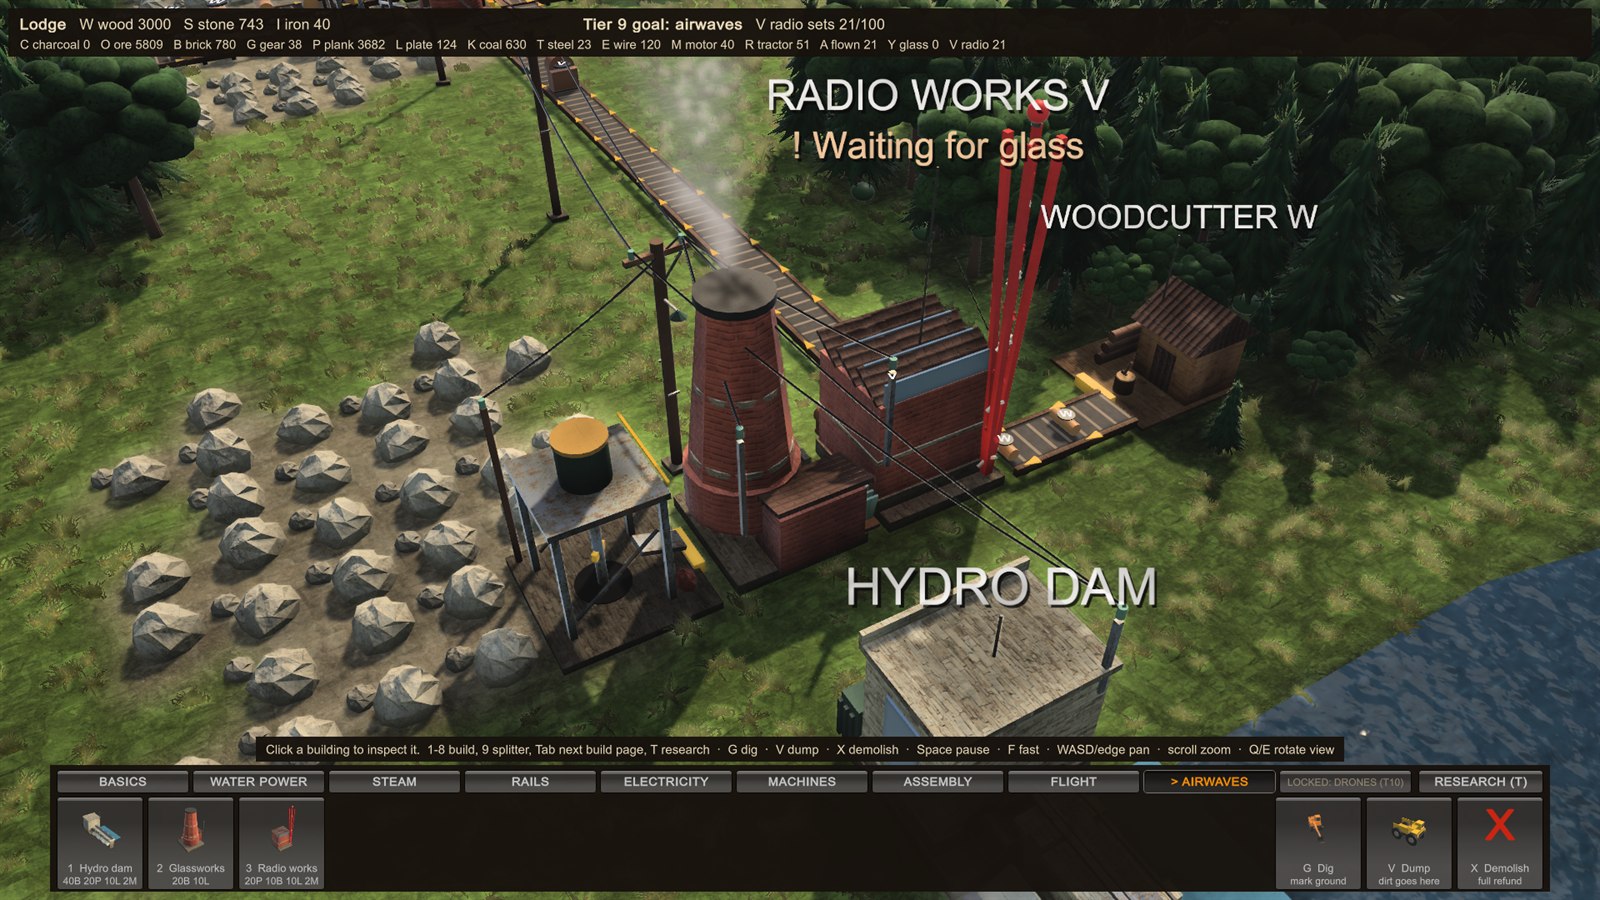 Lodge W wood 3000 S stone 743 I iron 40
Tier 9 goal: airwaves V radio sets 21/100
C charcoal 0 O ore 5809 B brick 780 G gear 38 P plank 3682 L plate 124 K coal 630 T steel 23 E wire 120 M motor 40 R tractor 51 A flown 21 Y glass 0 V radio 21
V
RADIO WORKS V
! Waiting for glass
WOODCUTTER W
W
W
HYDRO DAM
Click a building to inspect it. 1-8 build, 9 splitter, Tab next build page, T research · G dig · V dump · X demolish · Space pause · F fast · WASD/edge pan · scroll zoom · Q/E rotate view
BASICS
WATER POWER
STEAM
RAILS
ELECTRICITY
MACHINES
ASSEMBLY
FLIGHT
> AIRWAVES
LOCKED: DRONES (T10)
RESEARCH (T)
1 Hydro dam
40B 20P 10L 2M
2 Glassworks
20B 10L
3 Radio works
20P 10B 10L 2M
G Dig
mark ground
V Dump
dirt goes here
X Demolish
full refund